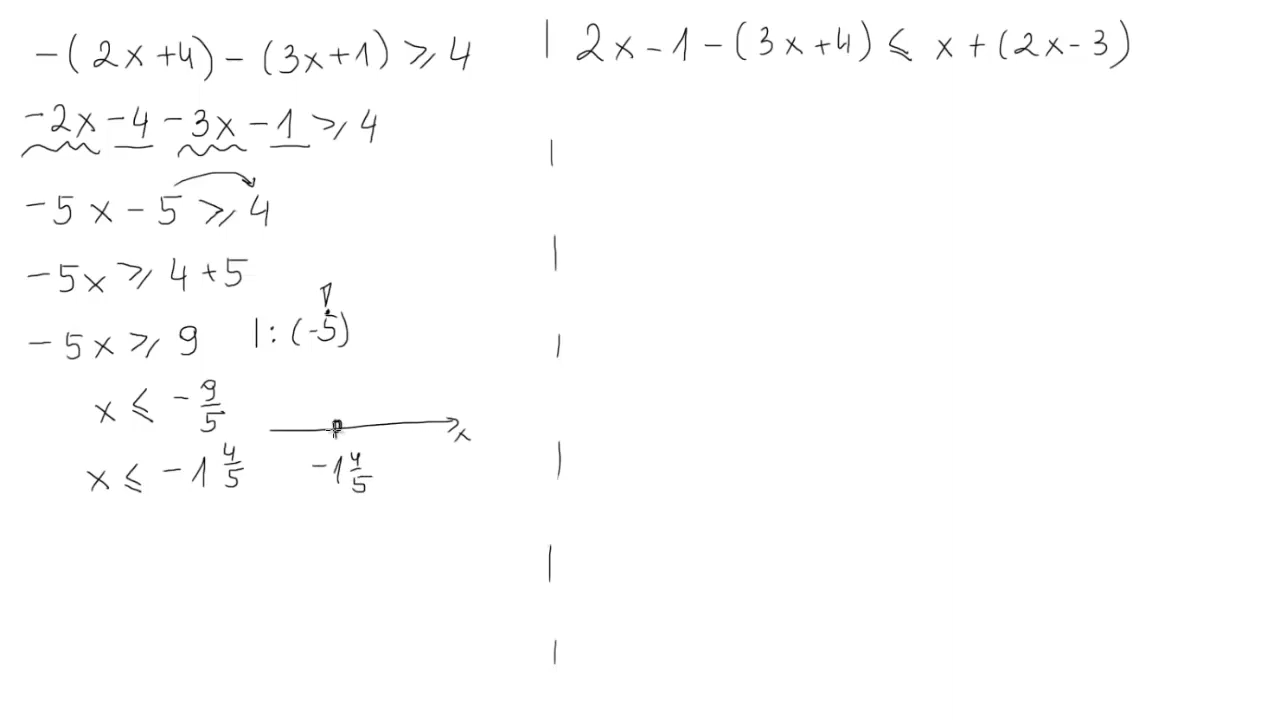 -(2x+4)-(3x+1)⩾4
-2x-4-3x-1⩾4
-5x-5⩾4
-5x⩾4+5
-5x⩾9 |:(-5)
x⩽-9/5
x⩽-1 4/5
x
-1 4/5
2x-1-(3x+4)⩽x+(2x-3)